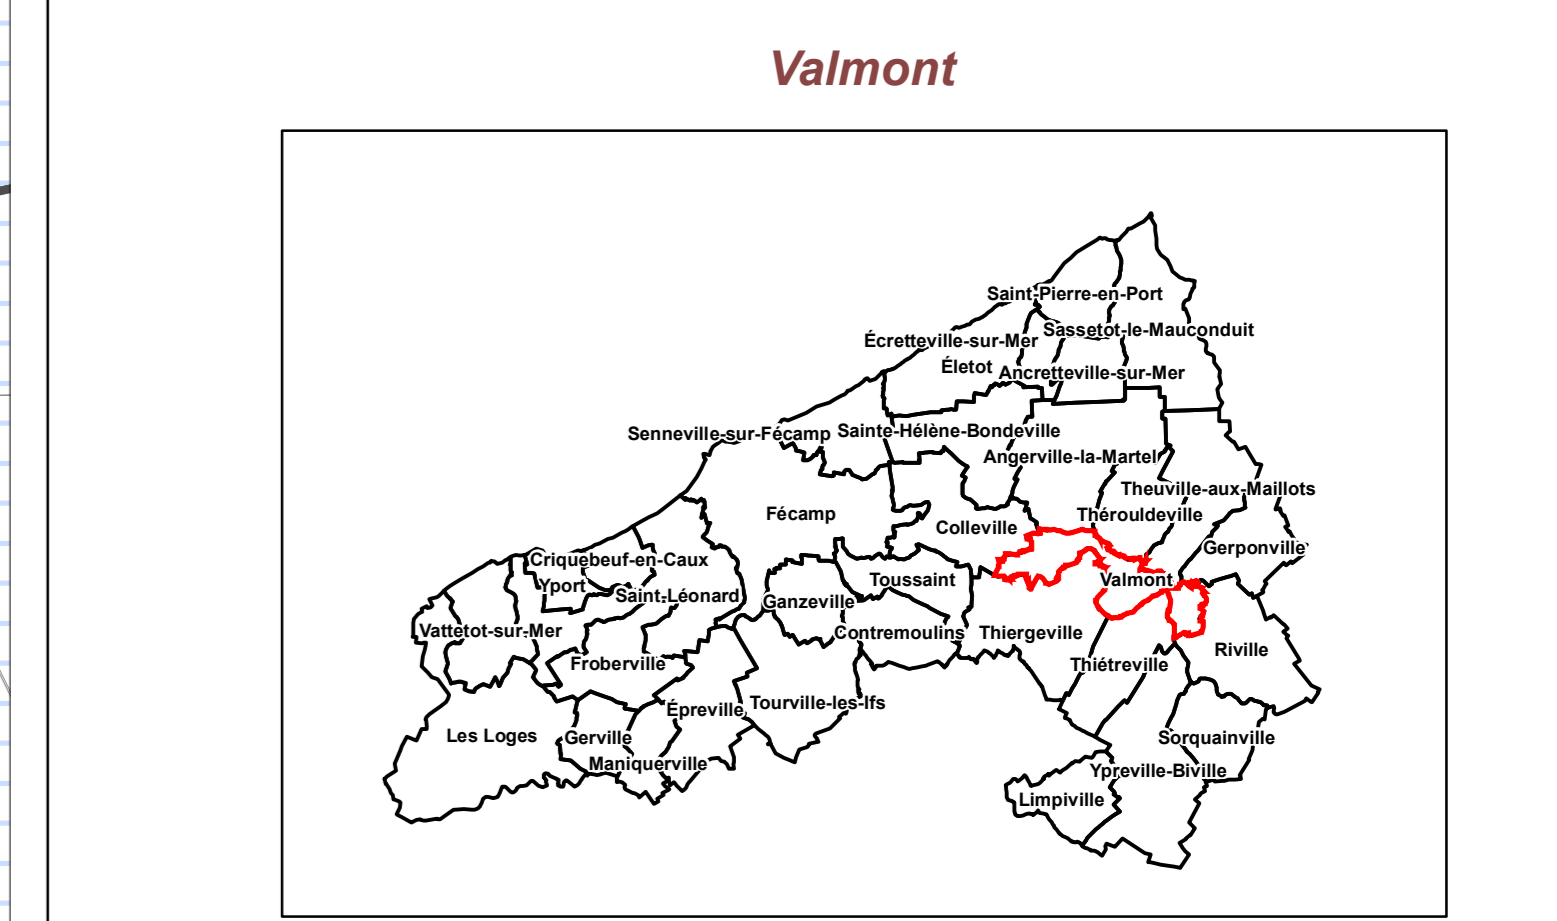 Valmont
Saint-Pierre-en-Port
Sassetot-le-Mauconduit
Écretteville-sur-Mer
Életot
Ancretteville-sur-Mer
Senneville-sur-Fécamp
Sainte-Hélène-Bondeville
Angerville-la-Martel
Theuville-aux-Maillots
Fécamp
Thérouldeville
Colleville
Gerponville
Criquebeuf-en-Caux
Toussaint
Valmont
Yport
Saint-Léonard
Ganzeville
Vattetot-sur-Mer
Contremoulins
Thiergeville
Riville
Froberville
Thiétreville
Épreville
Tourville-les-Ifs
Les Loges
Gerville
Sorquainville
Maniquerville
Ypreville-Biville
Limpiville